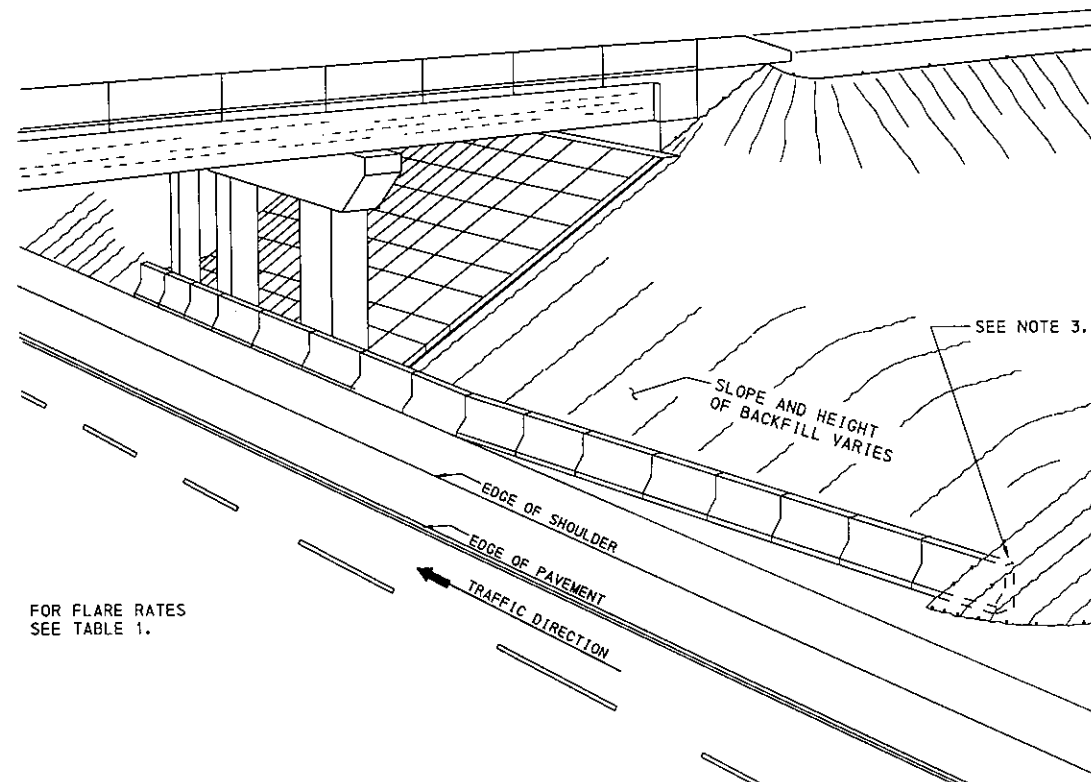 SEE NOTE 3.
SLOPE AND HEIGHT
OF BACKFILL VARIES
EDGE OF SHOULDER
EDGE OF PAVEMENT
TRAFFIC DIRECTION
FOR FLARE RATES
SEE TABLE 1.